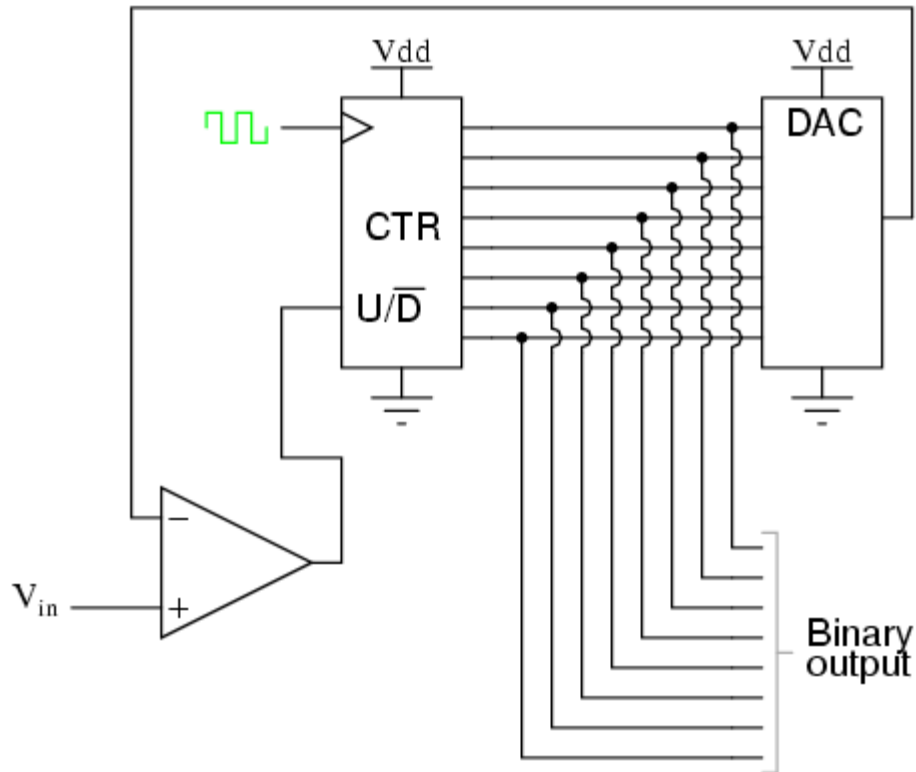 Vdd
Vdd
DAC
CTR
U/D̅
−
Vin
+
Binary
output